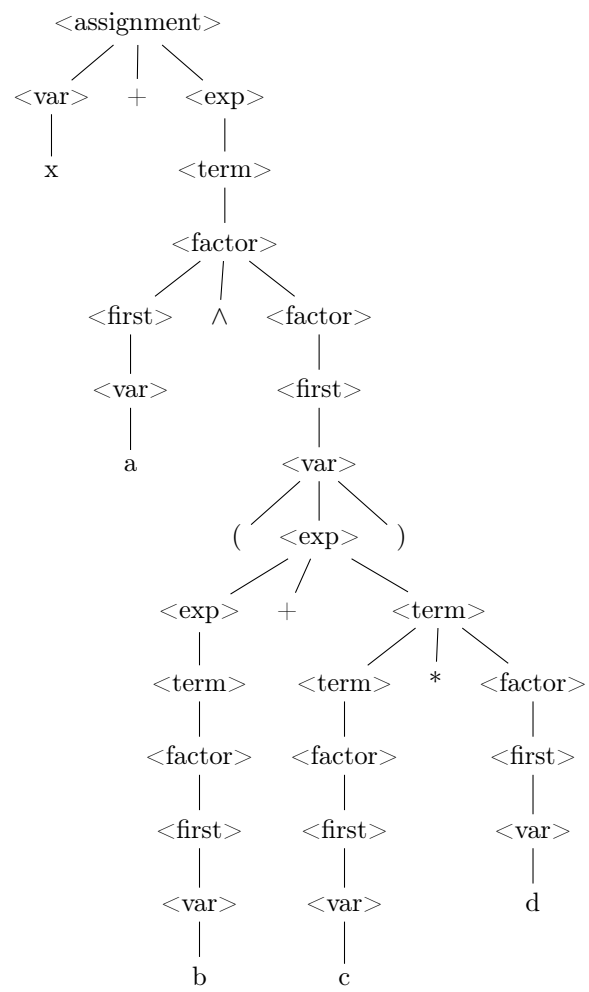 <assignment>
<var> + <exp>
x <term>
<factor>
<first> ∧ <factor>
<var> <first>
a <var>
( <exp> )
<exp> + <term>
<term> <term> * <factor>
<factor> <factor> <first>
<first> <first> <var>
<var> <var> d
b c